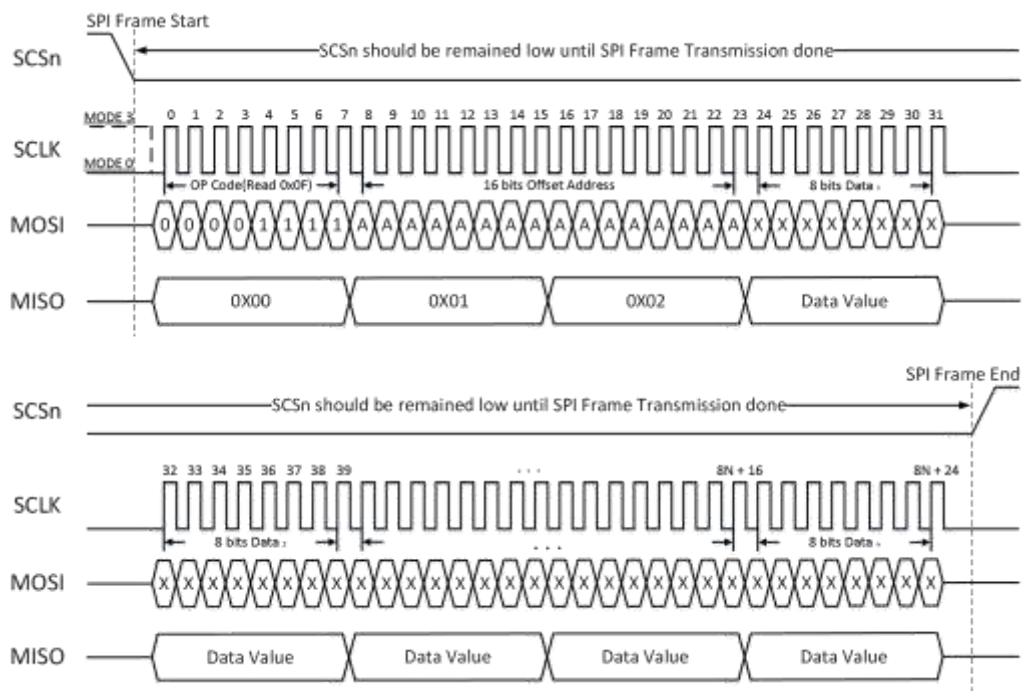 SPI Frame Start
SCSn
SCSn should be remained low until SPI Frame Transmission done
MODE 3
0 1 2 3 4 5 6 7 8 9 10 11 12 13 14 15 16 17 18 19 20 21 22 23 24 25 26 27 28 29 30 31
SCLK
MODE 0
OP Code(Read 0x0F) 16 bits Offset Address 8 bits Data 1
MOSI 0 0 0 0 1 1 1 1 A A A A A A A A A A A A A A A A X X X X X X X X
MISO 0X00 0X01 0X02 Data Value
SPI Frame End
SCSn
SCSn should be remained low until SPI Frame Transmission done
32 33 34 35 36 37 38 39 . . . 8N + 16 8N + 24
SCLK
8 bits Data 2 . . . 8 bits Data
MOSI X X X X X X X X X X X X X X X X X X X X X X X X X X X X X X X X
MISO Data Value Data Value Data Value Data Value